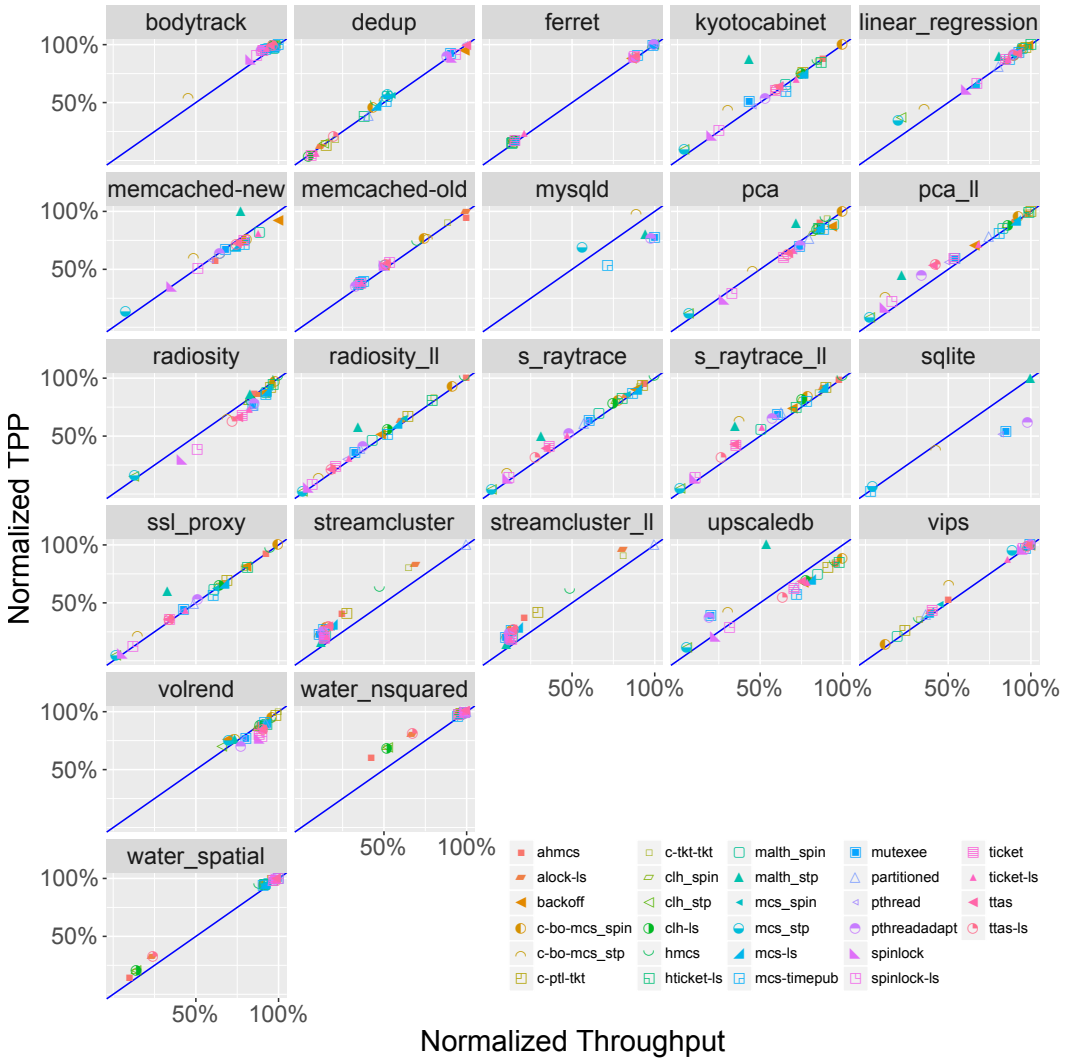 bodytrack dedup ferret kyotocabinet linear_regression
100%
50%
memcached-new memcached-old mysqld pca pca_ll
100%
50%
radiosity radiosity_ll s_raytrace s_raytrace_ll sqlite
100%
50%
ssl_proxy streamcluster streamcluster_ll upscaledb vips
100%
50%
50% 100% 50% 100% 50% 100%
volrend water_nsquared
100%
50%
50% 100%
water_spatial
100%
50%
50% 100%
Normalized TPP
Normalized Throughput
ahmcs c-tkt-tkt malth_spin mutexee ticket
alock-ls clh_spin malth_stp partitioned ticket-ls
backoff clh_stp mcs_spin pthread ttas
c-bo-mcs_spin clh-ls mcs_stp pthreadadapt ttas-ls
c-bo-mcs_stp hmcs mcs-ls spinlock
c-ptl-tkt hticket-ls mcs-timepub spinlock-ls